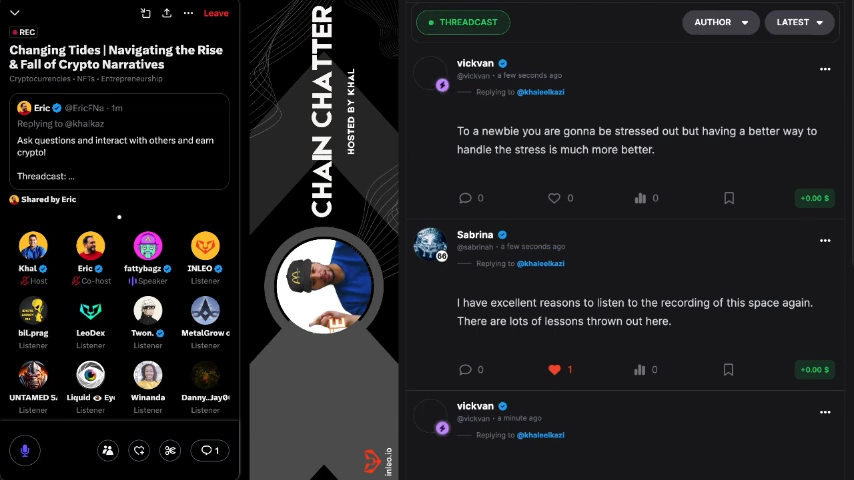 Leave
REC
Changing Tides | Navigating the Rise
& Fall of Crypto Narratives
Cryptocurrencies • NFTs • Entrepreneurship
Eric @EricFNa · 1m
Replying to @khalkaz
Ask questions and interact with others and earn
crypto!
Threadcast: ...
Shared by Eric
Khal Eric fattybagz INLEO
Host Co-host Speaker Listener
bil.prag LeoDex Twon. MetalGrow c
Listener Listener Listener Listener
UNTAMED S Liquid Ey Winanda Danny..Jay
Listener Listener Listener Listener
1
CHAIN CHATTER
HOSTED BY KHAL
inleo.io
THREADCAST
AUTHOR
LATEST
vickvan
@vickvan • a few seconds ago
Replying to @khaleelkazi
To a newbie you are gonna be stressed out but having a better way to
handle the stress is much more better.
0 0 0 +0.00 $
Sabrina
@sabrinah • a few seconds ago
66
Replying to @khaleelkazi
I have excellent reasons to listen to the recording of this space again.
There are lots of lessons thrown out here.
0 1 0 +0.00 $
vickvan
@vickvan • a minute ago
Replying to @khaleelkazi